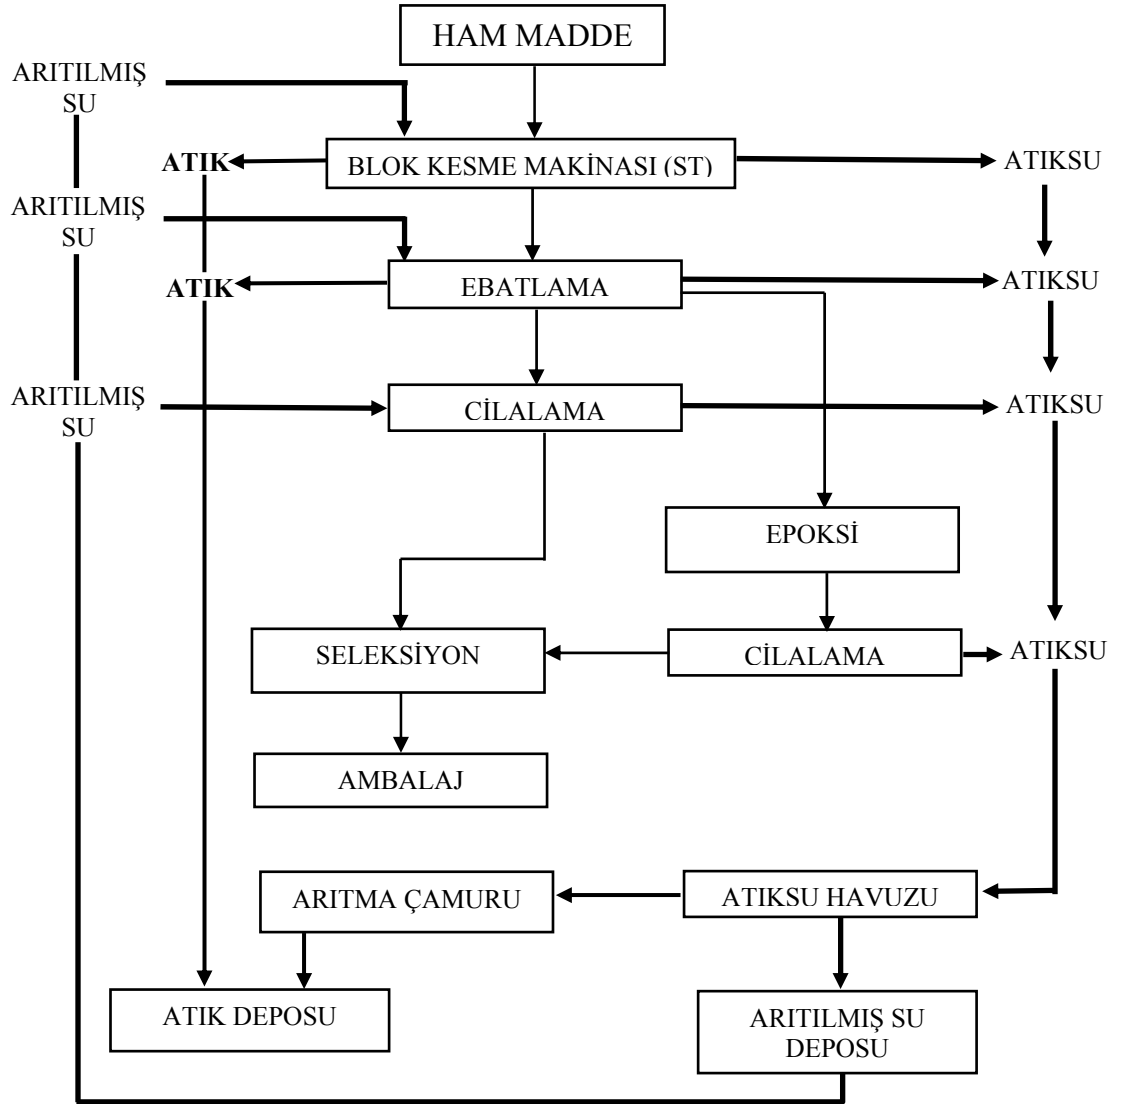 HAM MADDE
ARITILMIŞ
SU
ATIK
BLOK KESME MAKİNASI (ST)
ATIKSU
ARITILMIŞ
SU
ATIK
EBATLAMA
ATIKSU
ARITILMIŞ
SU
CİLALAMA
ATIKSU
EPOKSİ
SELEKSİYON
CİLALAMA
ATIKSU
AMBALAJ
ARITMA ÇAMURU
ATIKSU HAVUZU
ATIK DEPOSU
ARITILMIŞ SU
DEPOSU